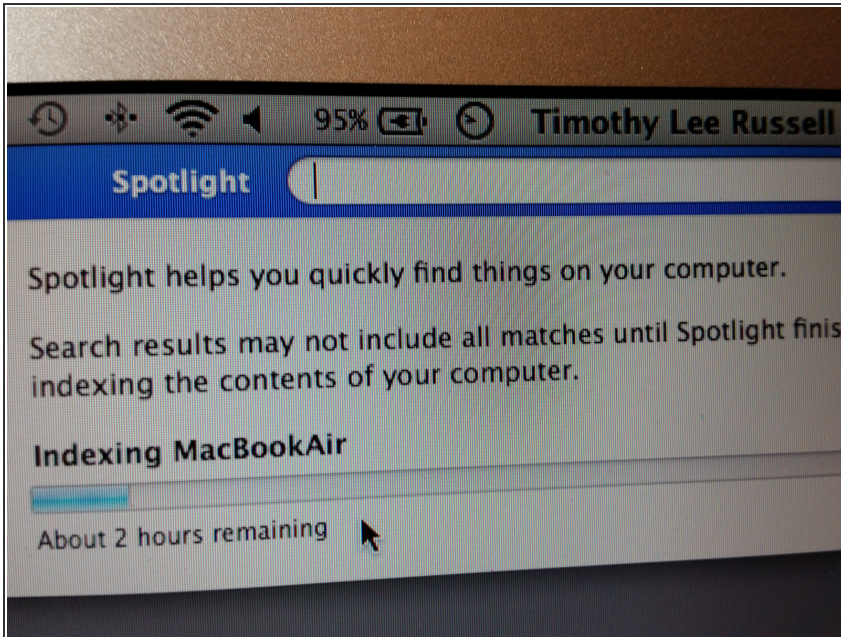 95% Timothy Lee Russell
Spotlight
Spotlight helps you quickly find things on your computer.
Search results may not include all matches until Spotlight finis
indexing the contents of your computer.
Indexing MacBookAir
About 2 hours remaining